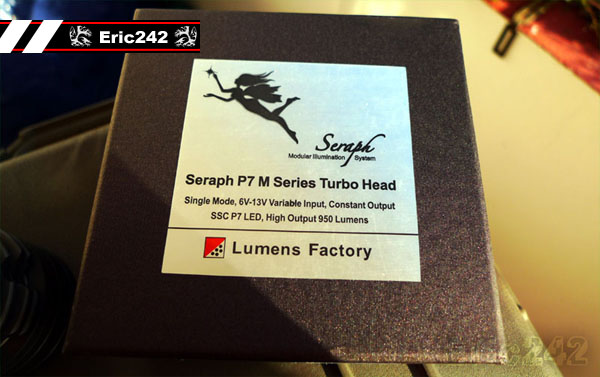 Eric242
Seraph
Modular Illumination System
Seraph P7 M Series Turbo Head
Single Mode, 6V-13V Variable Input, Constant Output
SSC P7 LED, High Output 950 Lumens
Lumens Factory